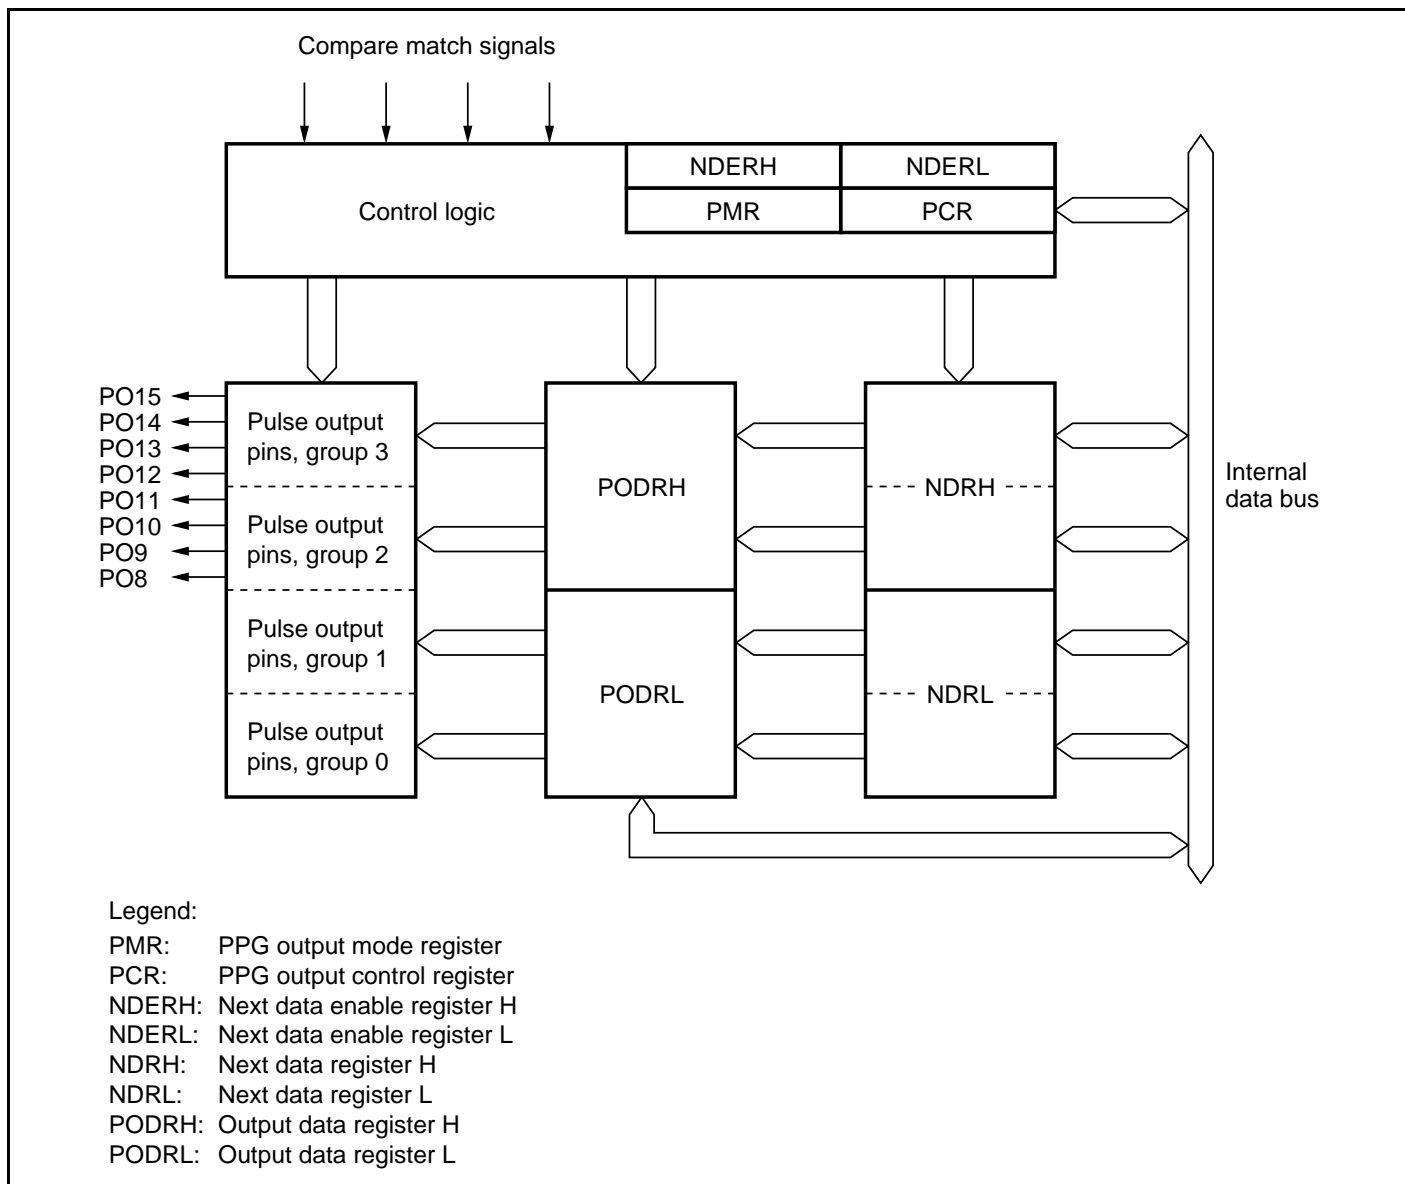 Compare match signals
NDERH
NDERL
Control logic
PMR
PCR
PO15
PO14
PO13
PO12
PO11
PO10
PO9
PO8
Pulse output
pins, group 3
Pulse output
pins, group 2
Pulse output
pins, group 1
Pulse output
pins, group 0
PODRH
PODRL
NDRH
NDRL
Internal
data bus
Legend:
PMR: PPG output mode register
PCR: PPG output control register
NDERH: Next data enable register H
NDERL: Next data enable register L
NDRH: Next data register H
NDRL: Next data register L
PODRH: Output data register H
PODRL: Output data register L